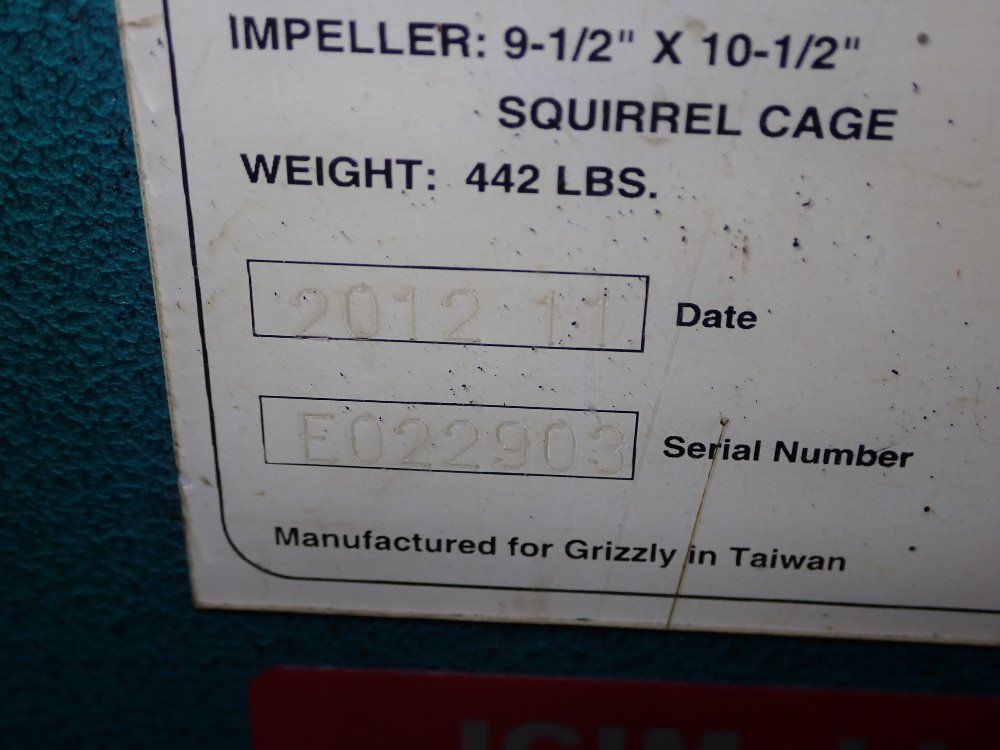 IMPELLER: 9-1/2" X 10-1/2"
SQUIRREL CAGE
WEIGHT: 442 LBS.
2012 11 Date
E022903 Serial Number
Manufactured for Grizzly in Taiwan